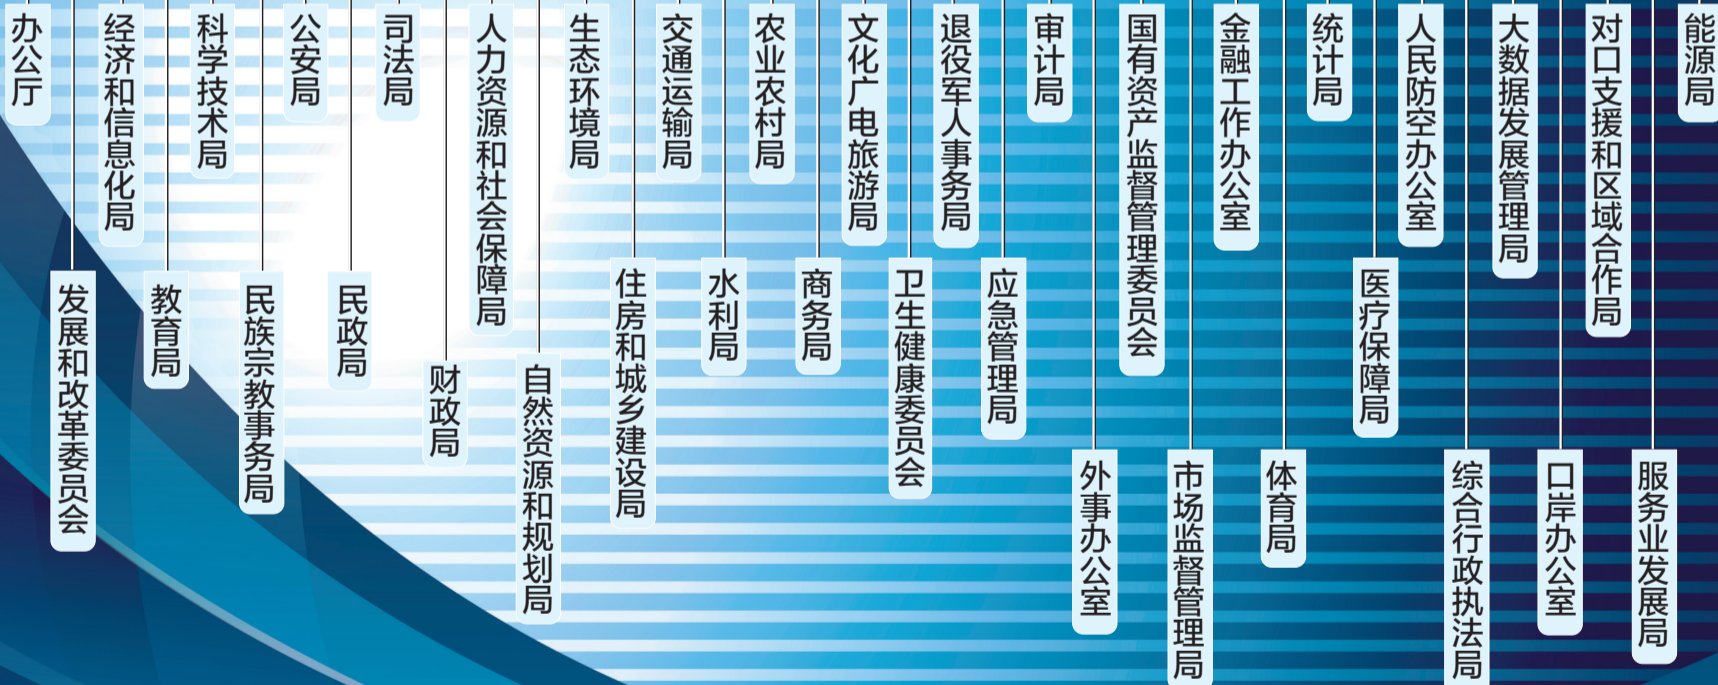 办公厅
发展和改革委员会
经济和信息化局
教育局
科学技术局
民族宗教事务局
公安局
民政局
司法局
财政局
人力资源和社会保障局
自然资源和规划局
生态环境局
住房和城乡建设局
交通运输局
水利局
农业农村局
商务局
文化广电旅游局
卫生健康委员会
退役军人事务局
应急管理局
审计局
外事办公室
国有资产监督管理委员会
市场监督管理局
金融工作办公室
体育局
统计局
医疗保障局
人民防空办公室
综合行政执法局
大数据发展管理局
口岸办公室
对口支援和区域合作局
服务业发展局
能源局